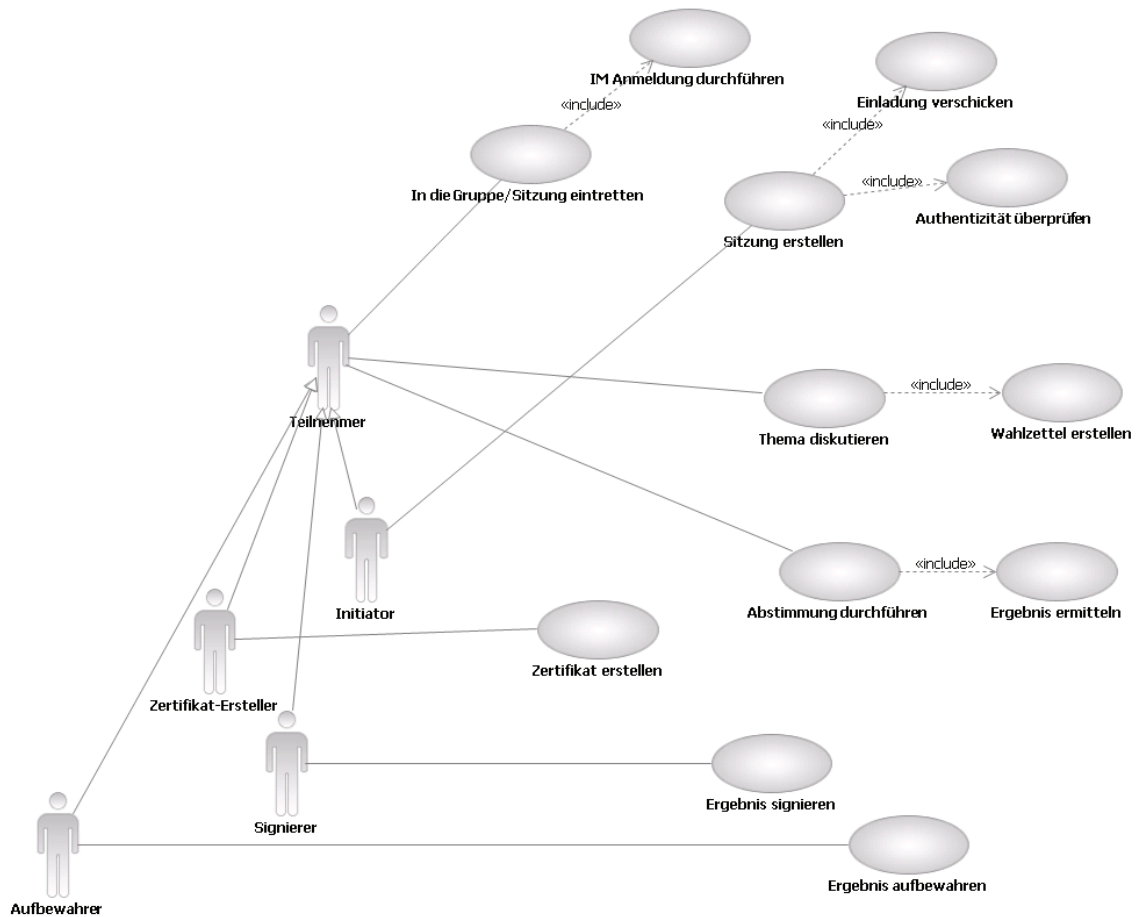 IM Anmeldung durchführen
«include»
In die Gruppe/Sitzung eintretten
Einladung verschicken
«include»
«include»
Authentizität überprüfen
Sitzung erstellen
Teilnehmer
«include»
Thema diskutieren
Wahlzettel erstellen
«include»
Initiator
Abstimmung durchführen
Ergebnis ermitteln
Zertifikat erstellen
Zertifikat-Ersteller
Ergebnis signieren
Signierer
Ergebnis aufbewahren
Aufbewahrer